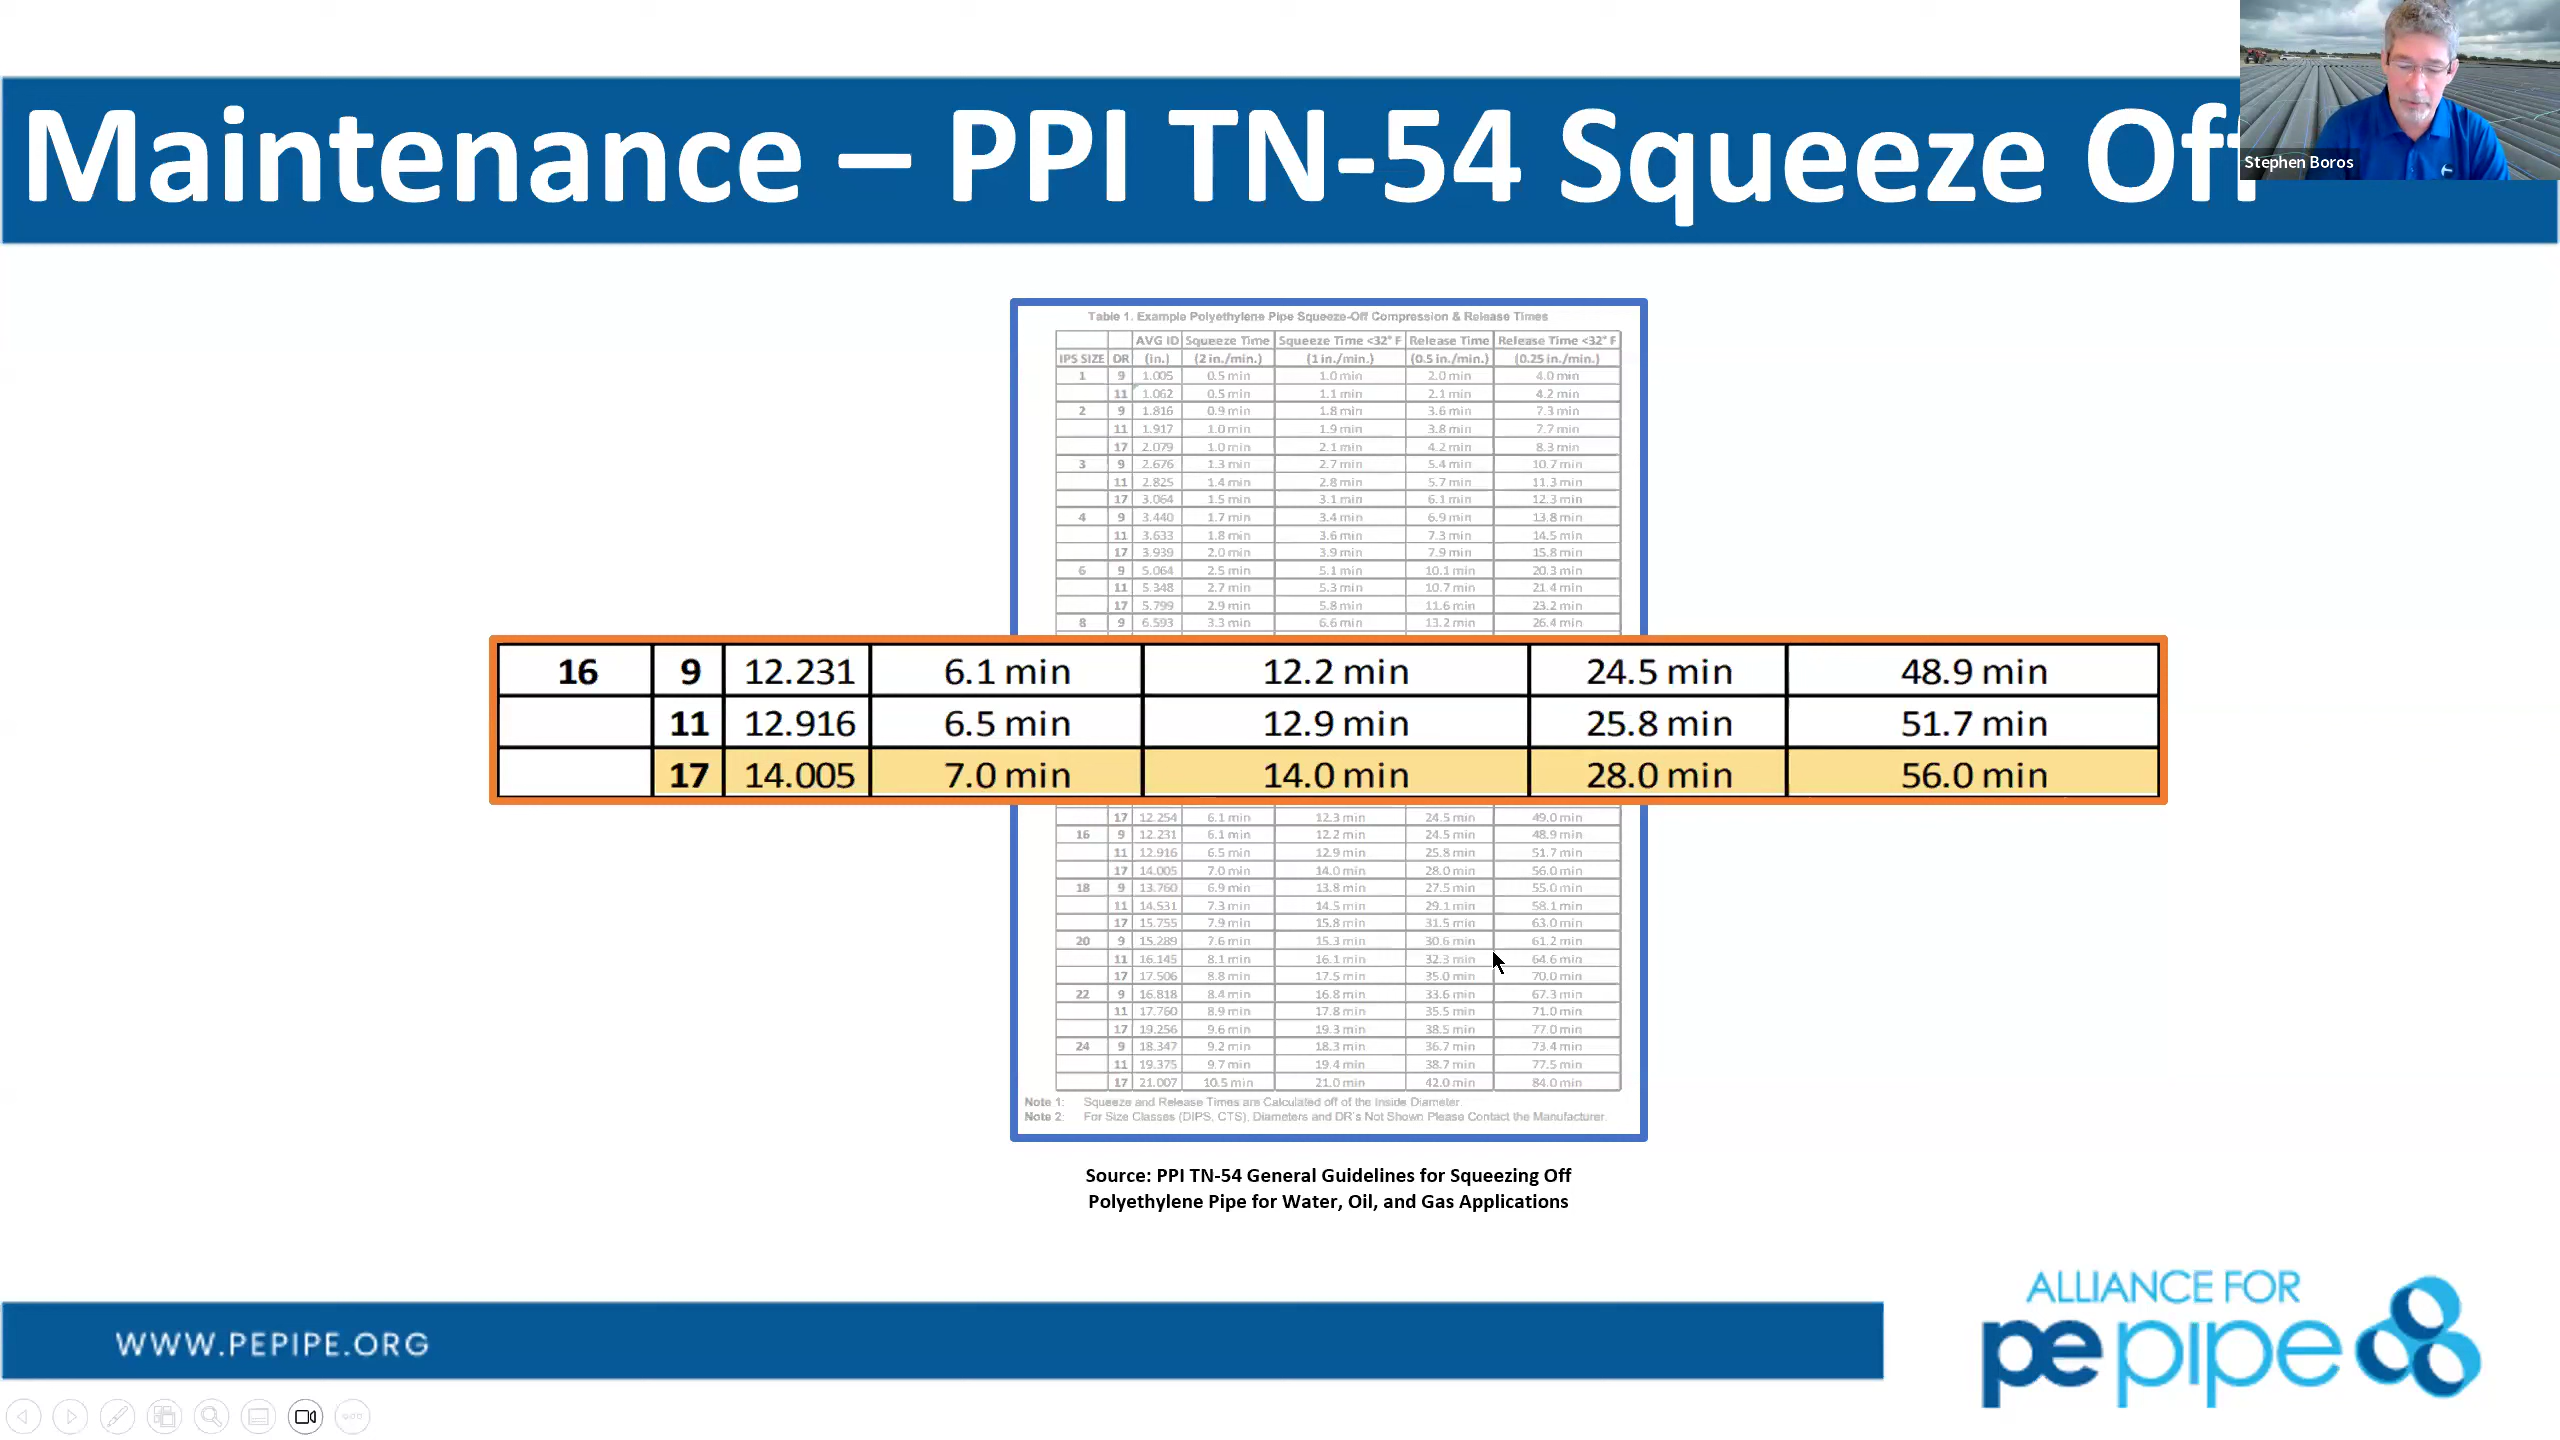 Maintenance – PPI TN-54 Squeeze Off
Stephen Boros
Table 1. Example Polyethylene Pipe Squeeze-Off Compression & Release Times
AVG ID Squeeze Time Squeeze Time <32° F Release Time Release Time <32° F
IPS SIZE DR (in.) (2 in./min.) (1 in./min.) (0.5 in./min.) (0.25 in./min.)
1 9 1.005 0.5 min 1.0 min 2.0 min 4.0 min
11 1.062 0.5 min 1.1 min 2.1 min 4.2 min
2 9 1.816 0.9 min 1.8 min 3.6 min 7.3 min
11 1.917 1.0 min 1.9 min 3.8 min 7.7 min
17 2.079 1.0 min 2.1 min 4.2 min 8.3 min
3 9 2.676 1.3 min 2.7 min 5.4 min 10.7 min
11 2.825 1.4 min 2.8 min 5.7 min 11.3 min
17 3.064 1.5 min 3.1 min 6.1 min 12.3 min
4 9 3.440 1.7 min 3.4 min 6.9 min 13.8 min
11 3.633 1.8 min 3.6 min 7.3 min 14.5 min
17 3.939 2.0 min 3.9 min 7.9 min 15.8 min
6 9 5.064 2.5 min 5.1 min 10.1 min 20.3 min
11 5.348 2.7 min 5.3 min 10.7 min 21.4 min
17 5.799 2.9 min 5.8 min 11.6 min 23.2 min
8 9 6.593 3.3 min 6.6 min 13.2 min 26.4 min
16 9 12.231 6.1 min 12.2 min 24.5 min 48.9 min
11 12.916 6.5 min 12.9 min 25.8 min 51.7 min
17 14.005 7.0 min 14.0 min 28.0 min 56.0 min
17 12.254 6.1 min 12.3 min 24.5 min 49.0 min
16 9 12.231 6.1 min 12.2 min 24.5 min 48.9 min
11 12.916 6.5 min 12.9 min 25.8 min 51.7 min
17 14.005 7.0 min 14.0 min 28.0 min 56.0 min
18 9 13.760 6.9 min 13.8 min 27.5 min 55.0 min
11 14.531 7.3 min 14.5 min 29.1 min 58.1 min
17 15.755 7.9 min 15.8 min 31.5 min 63.0 min
20 9 15.289 7.6 min 15.3 min 30.6 min 61.2 min
11 16.145 8.1 min 16.1 min 32.3 min 64.6 min
17 17.506 8.8 min 17.5 min 35.0 min 70.0 min
22 9 16.818 8.4 min 16.8 min 33.6 min 67.3 min
11 17.760 8.9 min 17.8 min 35.5 min 71.0 min
17 19.256 9.6 min 19.3 min 38.5 min 77.0 min
24 9 18.347 9.2 min 18.3 min 36.7 min 73.4 min
11 19.375 9.7 min 19.4 min 38.7 min 77.5 min
17 21.007 10.5 min 21.0 min 42.0 min 84.0 min
Note 1: Squeeze and Release Times are Calculated off of the Inside Diameter.
Note 2: For Size Classes (DIPS, CTS), Diameters and DR's Not Shown Please Contact the Manufacturer.
Source: PPI TN-54 General Guidelines for Squeezing Off
Polyethylene Pipe for Water, Oil, and Gas Applications
WWW.PEPIPE.ORG
ALLIANCE FOR
pepipe